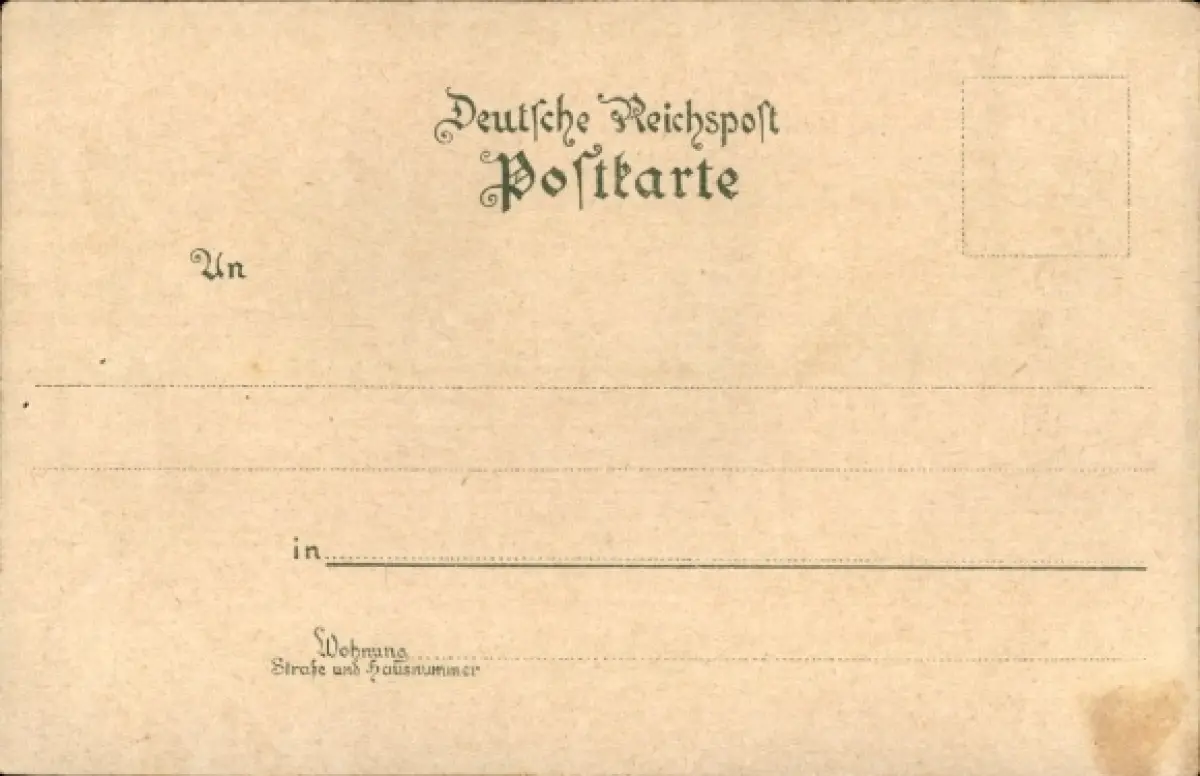 Deutsche Reichspost
Postkarte
An
in
Wohnung
Straße und Hausnummer